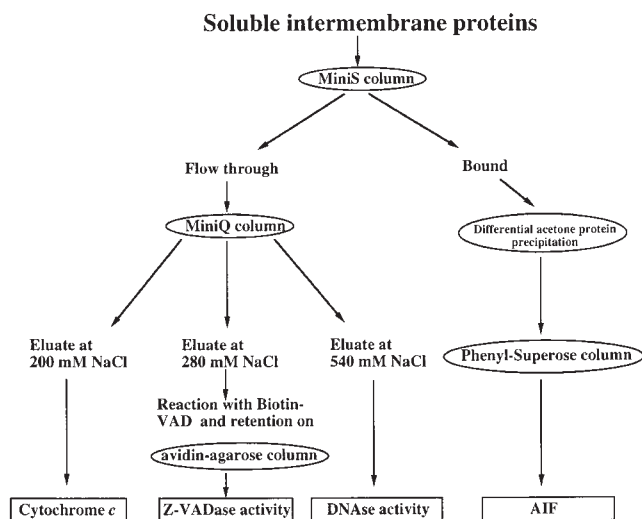 Soluble intermembrane proteins
MiniS column
Flow through
Bound
MiniQ column
Differential acetone protein
precipitation
Eluate at
200 mM NaCl
Eluate at
280 mM NaCl
Eluate at
540 mM NaCl
Phenyl-Superose column
Reaction with Biotin-
VAD and retention on
avidin-agarose column
Cytochrome c
Z-VADase activity
DNAse activity
AIF